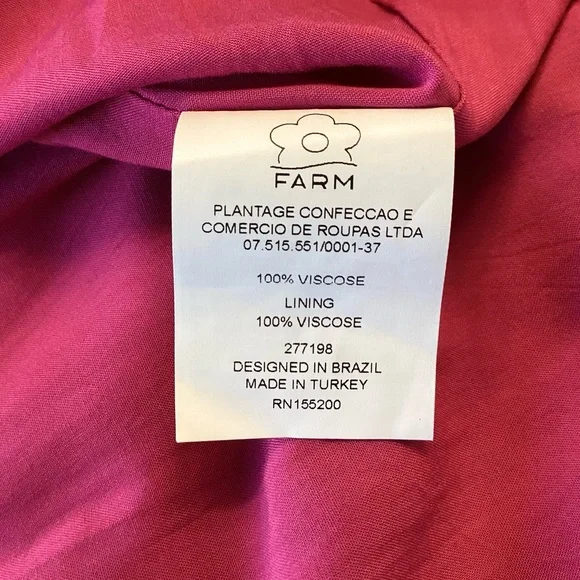 FARM
PLANTAGE CONFECCAO E
COMERCIO DE ROUPAS LTDA
07.515.551/0001-37
100% VISCOSE
LINING
100% VISCOSE
277198
DESIGNED IN BRAZIL
MADE IN TURKEY
RN155200